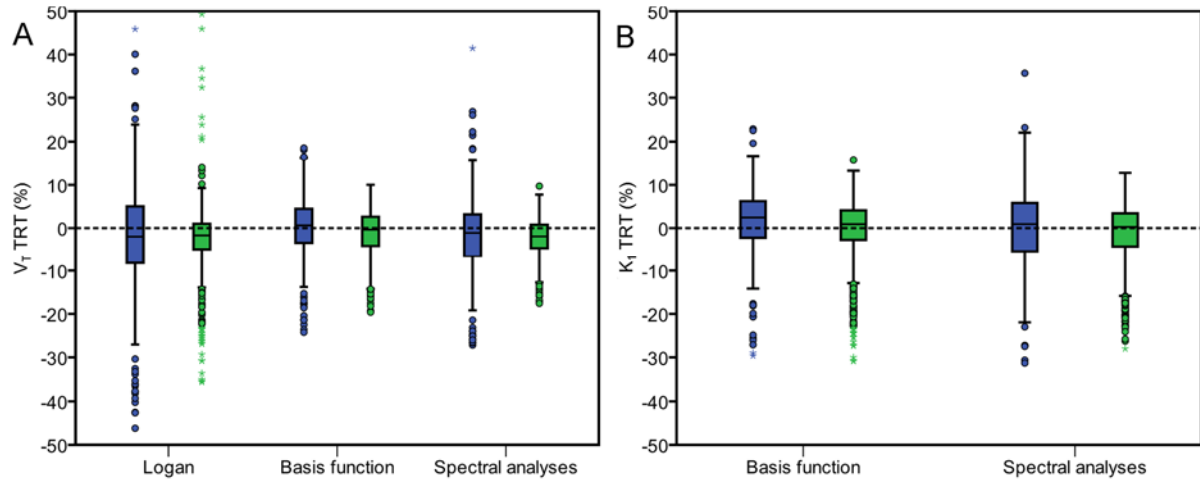 A
50
40
30
20
10
0
-10
-20
-30
-40
-50
V_T TRT (%)
Logan
Basis function
Spectral analyses
B
50
40
30
20
10
0
-10
-20
-30
-40
-50
K_1 TRT (%)
Basis function
Spectral analyses